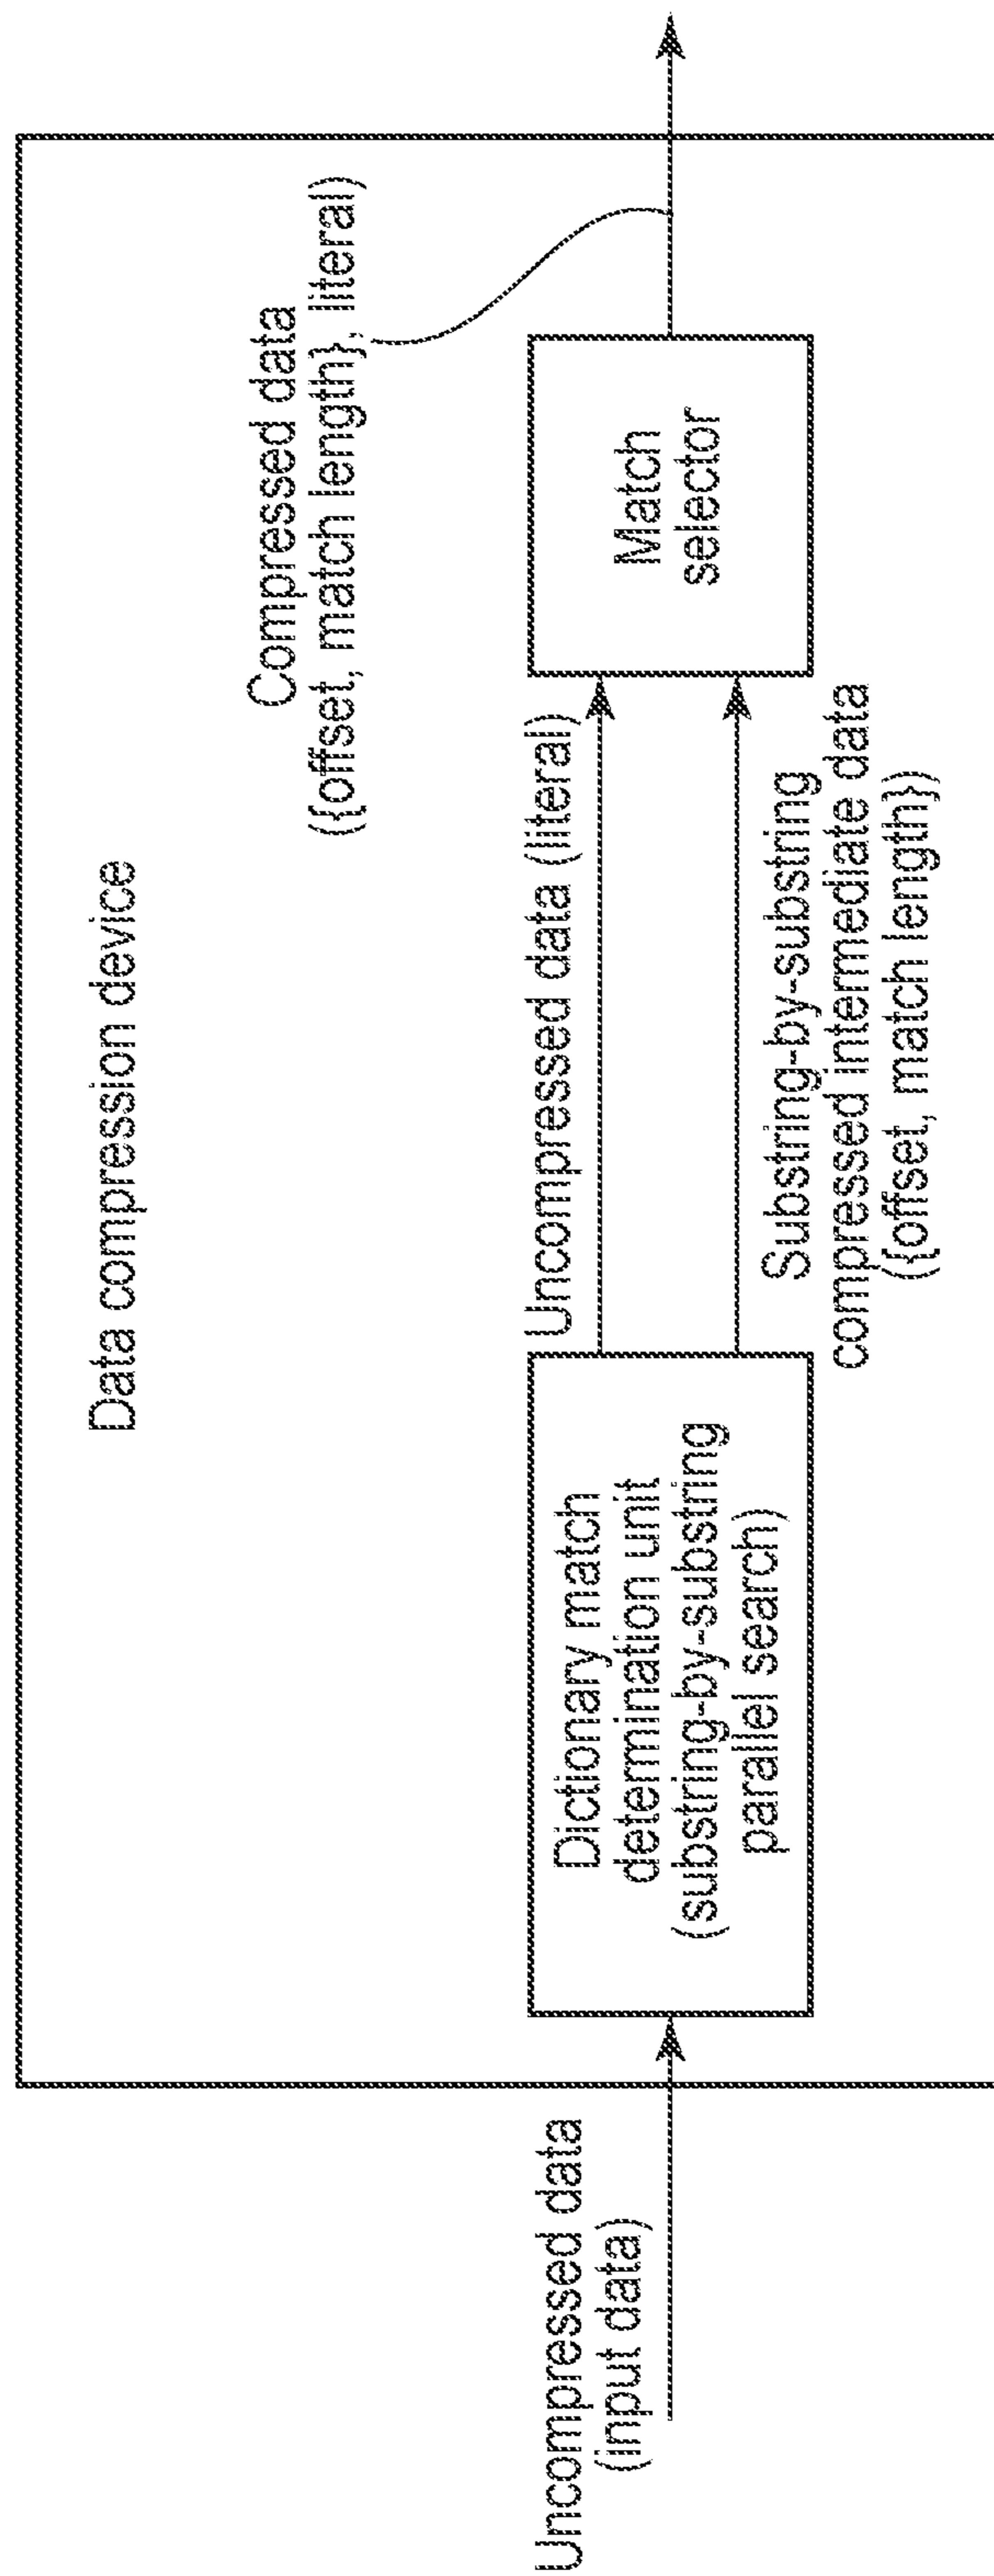 Data compression device
Uncompressed data
(input data)
Dictionary match
determination unit
(substring-by-substring
parallel search)
Uncompressed data (literal)
Substring-by-substring
compressed intermediate data
({offset, match length})
Match
selector
Compressed data
({offset, match length}, literal)